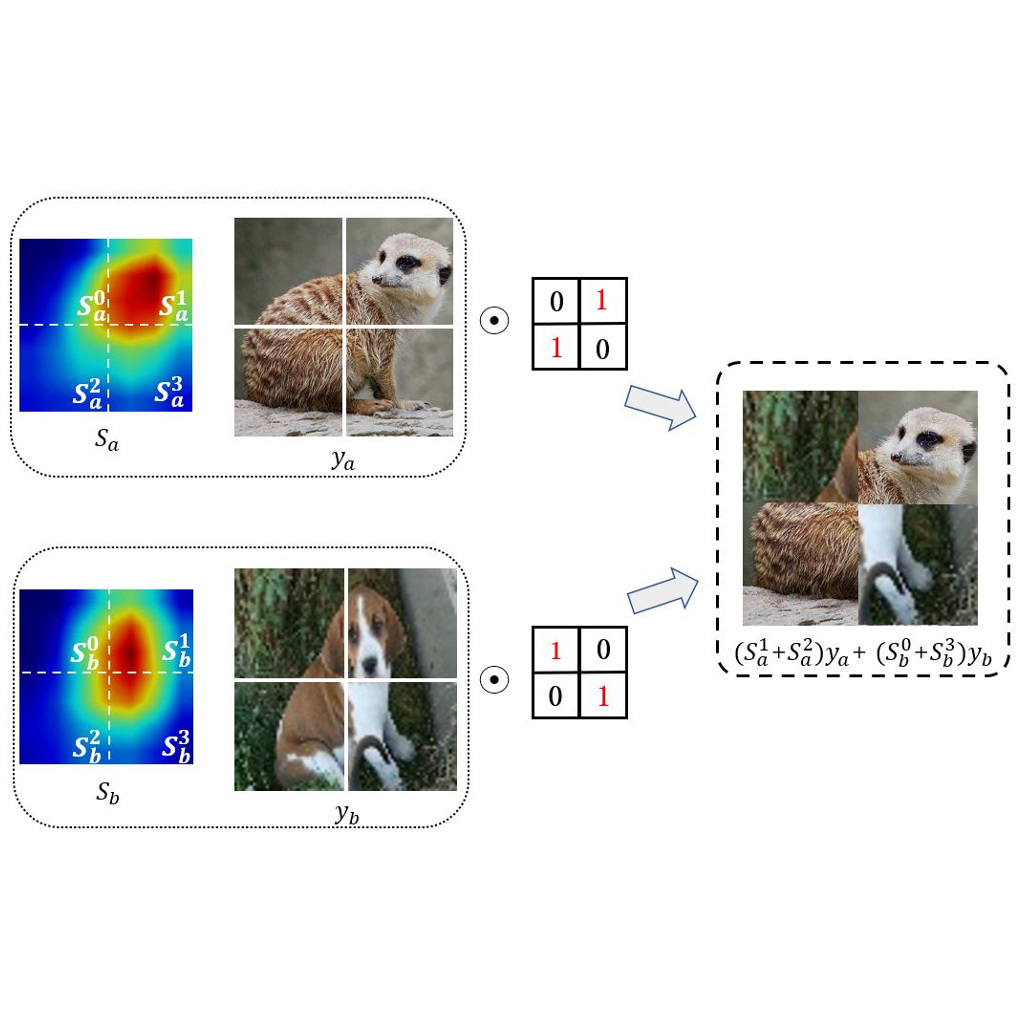 S_a^0 S_a^1
S_a^2 S_a^3
S_a
y_a
⊙
0 1
1 0
S_b^0 S_b^1
S_b^2 S_b^3
S_b
y_b
⊙
1 0
0 1
(S_a^1+S_a^2)y_a+ (S_b^0+S_b^3)y_b